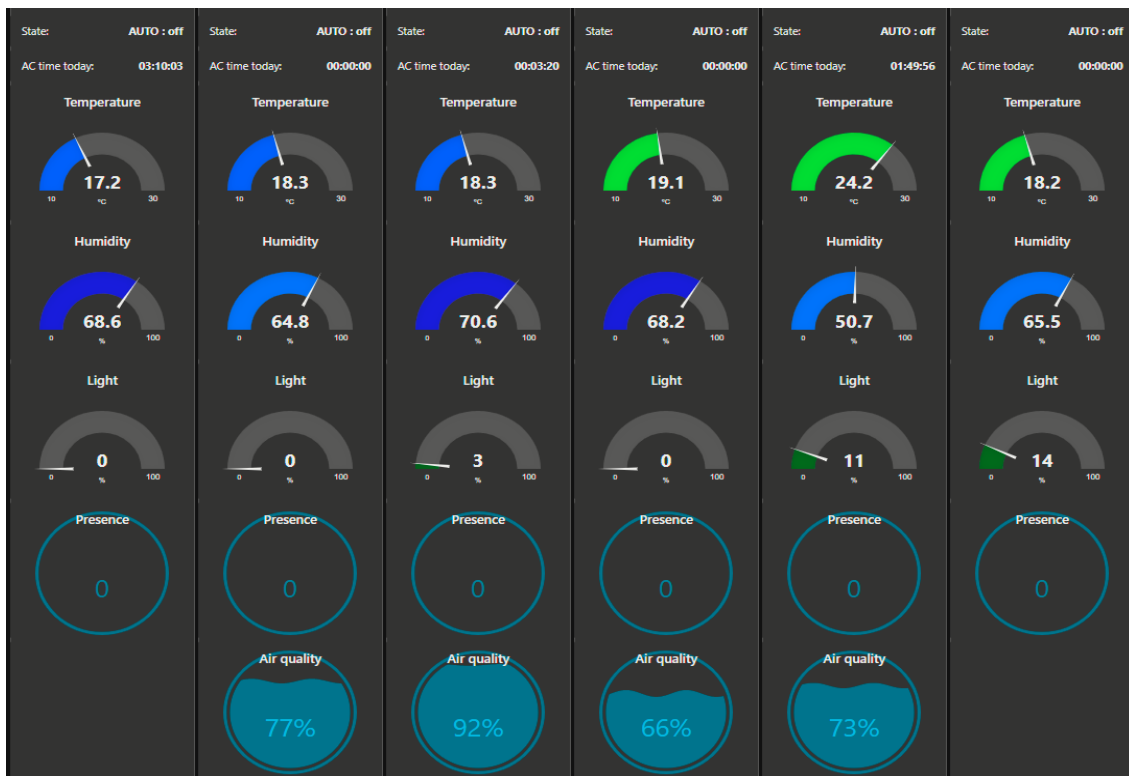 State: AUTO : off State: AUTO : off State: AUTO : off State: AUTO : off State: AUTO : off State: AUTO : off
AC time today: 03:10:03 AC time today: 00:00:00 AC time today: 00:03:20 AC time today: 00:00:00 AC time today: 01:49:56 AC time today: 00:00:00
Temperature Temperature Temperature Temperature Temperature Temperature
17.2 18.3 18.3 19.1 24.2 18.2
10 °C 30 10 °C 30 10 °C 30 10 °C 30 10 °C 30 10 °C 30
Humidity Humidity Humidity Humidity Humidity Humidity
68.6 64.8 70.6 68.2 50.7 65.5
0 % 100 0 % 100 0 % 100 0 % 100 0 % 100 0 % 100
Light Light Light Light Light Light
0 0 3 0 11 14
0 % 100 0 % 100 0 % 100 0 % 100 0 % 100 0 % 100
Presence Presence Presence Presence Presence Presence
0 0 0 0 0 0
Air quality Air quality Air quality Air quality
77% 92% 66% 73%